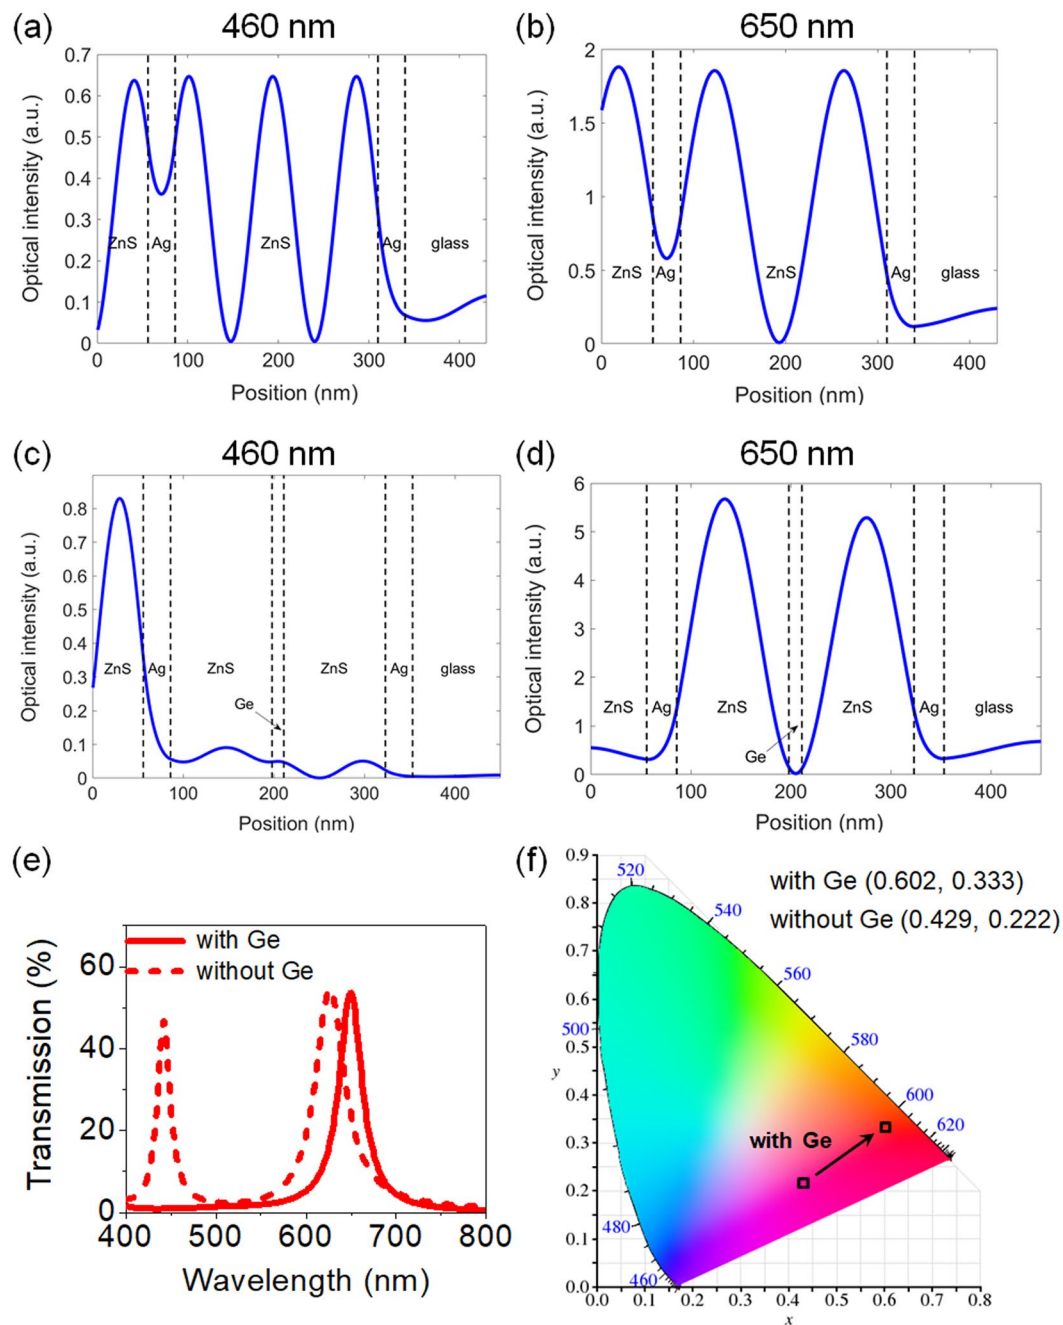 (a) 460 nm
Optical intensity (a.u.)
0.7
0.6
0.5
0.4
0.3
0.2
0.1
0
ZnS Ag ZnS Ag glass
0 100 200 300 400
Position (nm)
(b) 650 nm
Optical intensity (a.u.)
2
1.5
1
0.5
0
ZnS Ag ZnS Ag glass
0 100 200 300 400
Position (nm)
(c) 460 nm
Optical intensity (a.u.)
0.8
0.7
0.6
0.5
0.4
0.3
0.2
0.1
0
ZnS Ag ZnS ZnS Ag glass
Ge
0 100 200 300 400
Position (nm)
(d) 650 nm
Optical intensity (a.u.)
6
5
4
3
2
1
0
ZnS Ag ZnS ZnS Ag glass
Ge
0 100 200 300 400
Position (nm)
(e)
Transmission (%)
with Ge
without Ge
60
40
20
0
400 500 600 700 800
Wavelength (nm)
(f)
with Ge (0.602, 0.333)
without Ge (0.429, 0.222)
0.9
0.8
0.7
0.6
0.5
y
0.4
0.3
0.2
0.1
0.0
520
540
560
500
580
600
620
with Ge
480
460
0.0 0.1 0.2 0.3 0.4 0.5 0.6 0.7 0.8
x